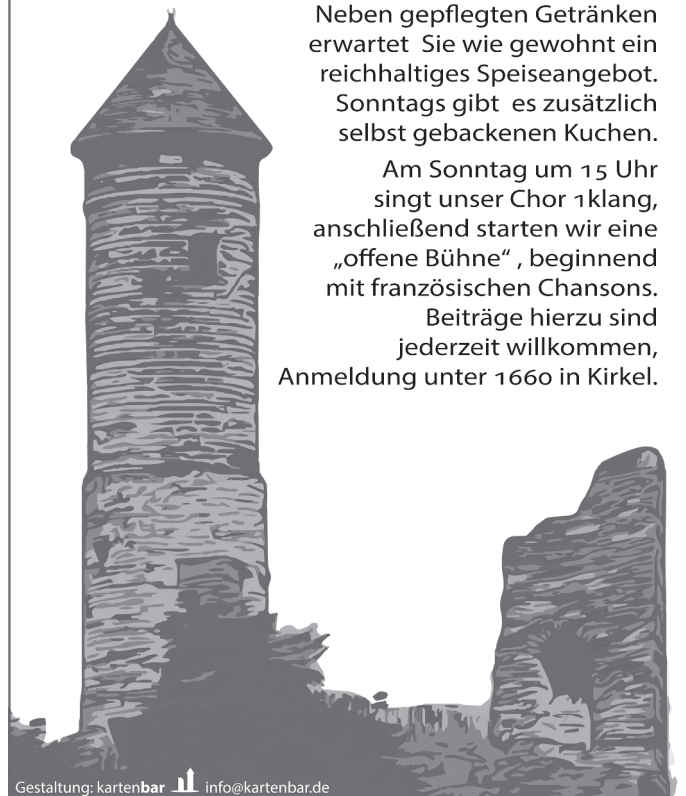 Neben gepflegten Getränken
erwartet Sie wie gewohnt ein
reichhaltiges Speiseangebot.
Sonntags gibt es zusätzlich
selbst gebackenen Kuchen.
Am Sonntag um 15 Uhr
singt unser Chor 1klang,
anschließend starten wir eine
„offene Bühne“ , beginnend
mit französischen Chansons.
Beiträge hierzu sind
jederzeit willkommen,
Anmeldung unter 1660 in Kirkel.
Gestaltung: kartenbar info@kartenbar.de